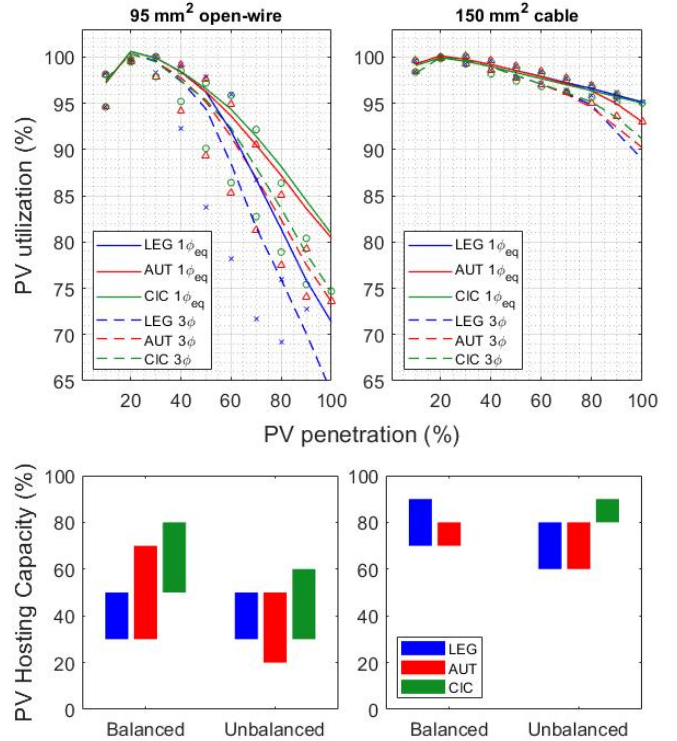 95 mm² open-wire
150 mm² cable
PV utilization (%)
100
95
90
85
80
75
70
65
LEG 1ϕeq
AUT 1ϕeq
CIC 1ϕeq
LEG 3ϕ
AUT 3ϕ
CIC 3ϕ
20 40 60 80 100
100
95
90
85
80
75
70
65
LEG 1ϕeq
AUT 1ϕeq
CIC 1ϕeq
LEG 3ϕ
AUT 3ϕ
CIC 3ϕ
20 40 60 80 100
PV penetration (%)
PV Hosting Capacity (%)
100
80
60
40
20
0
Balanced Unbalanced
100
80
60
40
20
0
LEG
AUT
CIC
Balanced Unbalanced